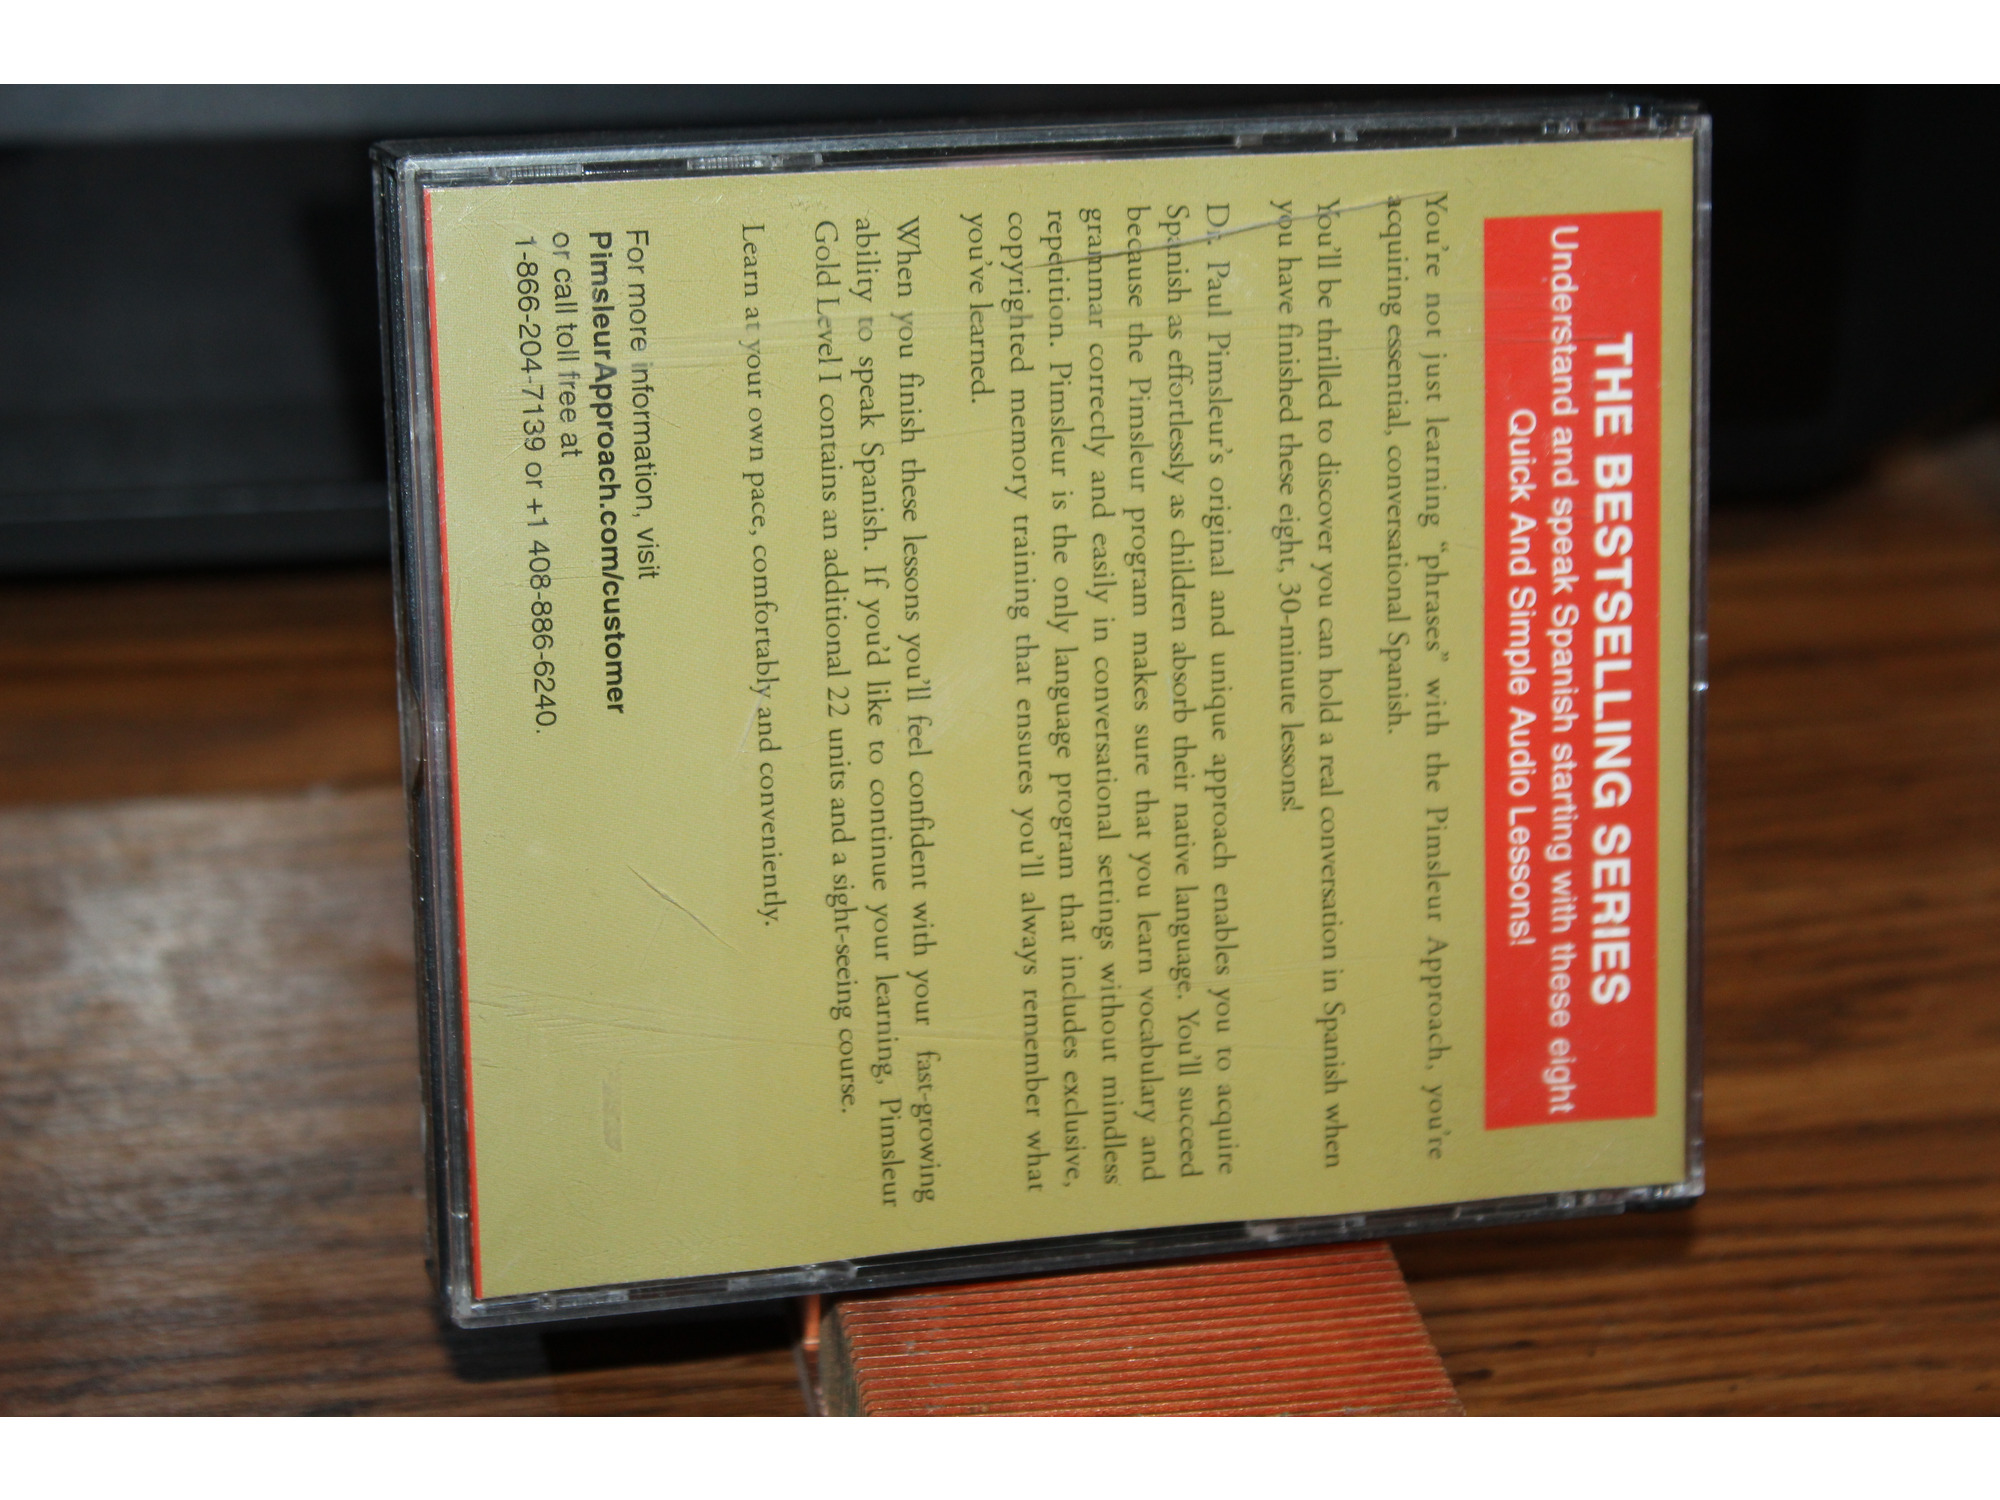 THE BESTSELLING SERIES
Understand and speak Spanish starting with these eight
Quick And Simple Audio Lessons!
You're not just learning “phrases” with the Pimsleur Approach, you're
acquiring essential, conversational Spanish.
You'll be thrilled to discover you can hold a real conversation in Spanish when
you have finished these eight, 30-minute lessons!
Dr. Paul Pimsleur's original and unique approach enables you to acquire
Spanish as effortlessly as children absorb their native language. You'll succeed
because the Pimsleur program makes sure that you learn vocabulary and
grammar correctly and easily in conversational settings without mindless
repetition. Pimsleur is the only language program that includes exclusive,
copyrighted memory training that ensures you'll always remember what
you've learned.
When you finish these lessons you'll feel confident with your fast-growing
ability to speak Spanish. If you'd like to continue your learning, Pimsleur
Gold Level I contains an additional 22 units and a sight-seeing course.
Learn at your own pace, comfortably and conveniently.
For more information, visit
PimsleurApproach.com/customer
or call toll free at
1-866-204-7139 or +1 408-886-6240.